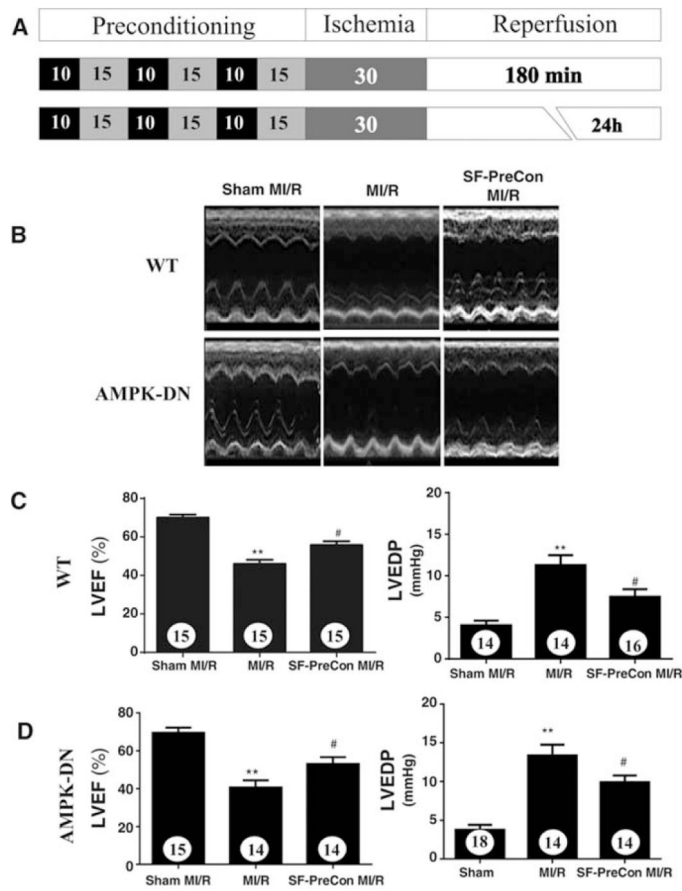 A
Preconditioning Ischemia Reperfusion
10 15 10 15 10 15 30 180 min
10 15 10 15 10 15 30 24h
Sham MI/R MI/R SF-PreCon
MI/R
B
WT
AMPK-DN
C
WT
LVEF (%)
80
60
40
20
0
**
#
15 15 15
Sham MI/R MI/R SF-PreCon MI/R
LVEDP
(mmHg)
20
15
10
5
0
**
#
14 14 16
Sham MI/R MI/R SF-PreCon MI/R
D
AMPK-DN
LVEF (%)
80
60
40
20
0
**
#
15 14 14
Sham MI/R MI/R SF-PreCon MI/R
LVEDP
(mmHg)
20
15
10
5
0
**
#
18 14 14
Sham MI/R SF-PreCon MI/R